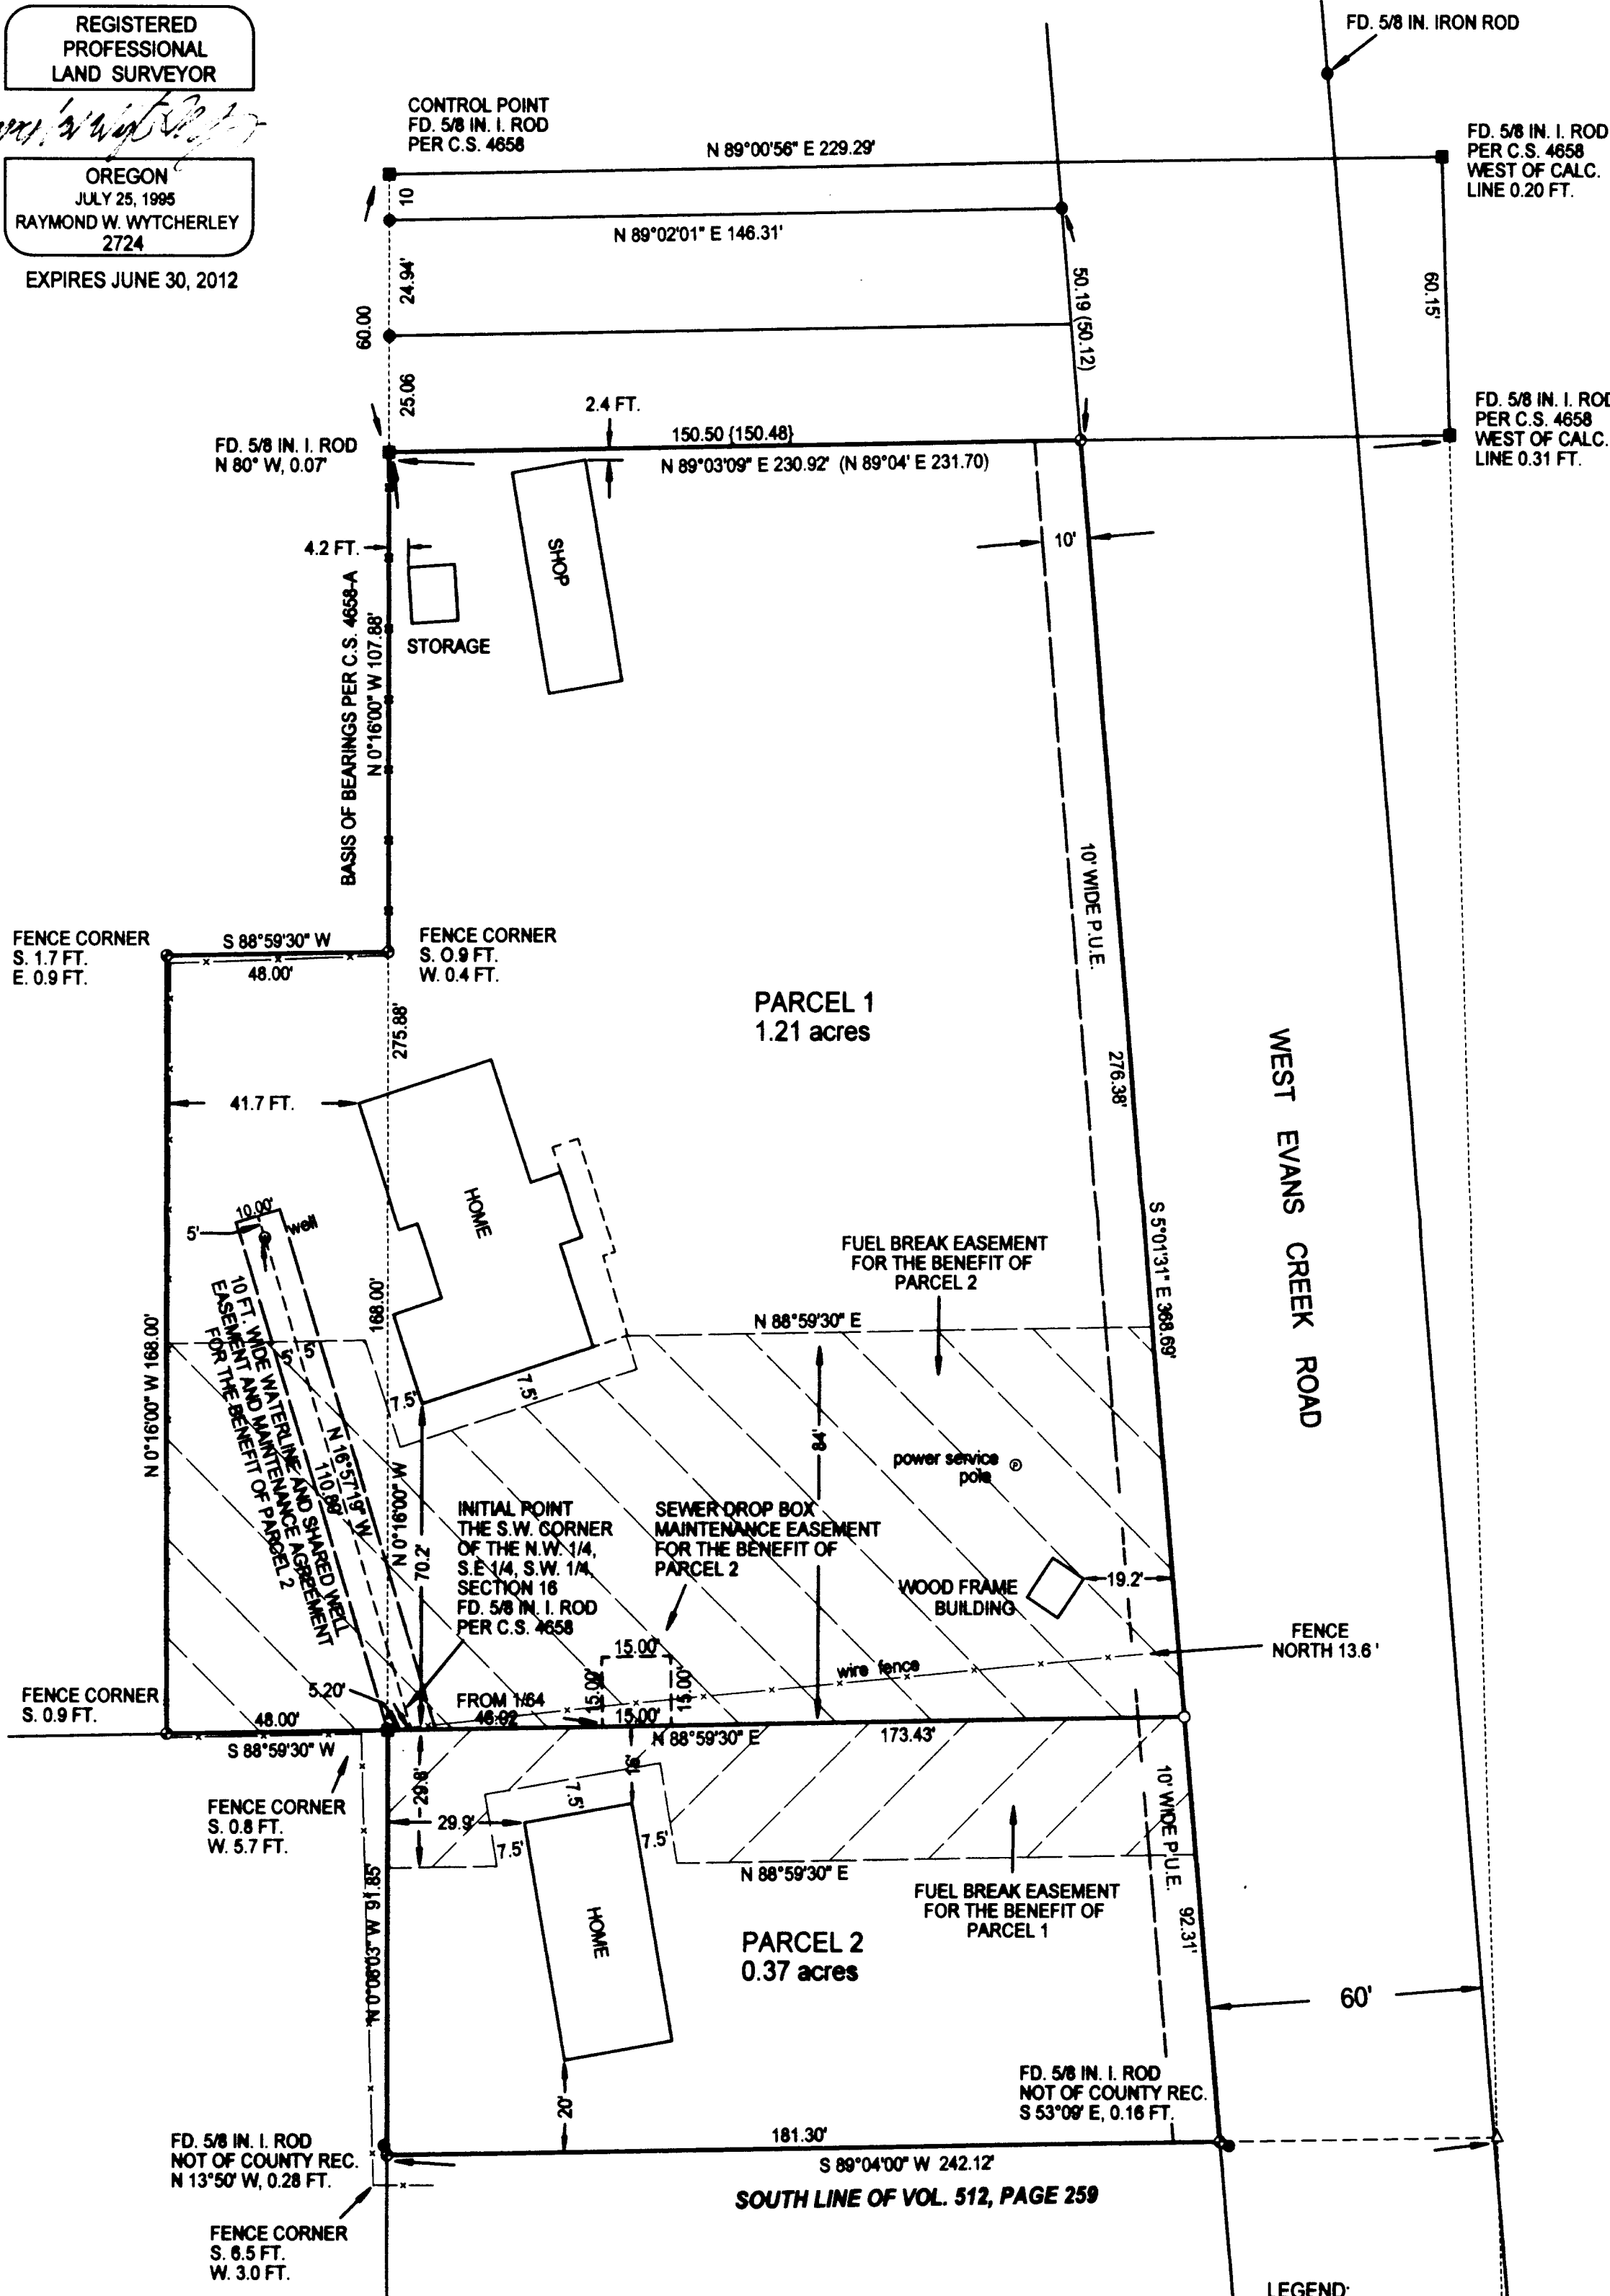 REGISTERED
PROFESSIONAL
LAND SURVEYOR
OREGON
JULY 25, 1995
RAYMOND W. WYTCHERLEY
2724
EXPIRES JUNE 30, 2012
FD. 5/8 IN. IRON ROD
CONTROL POINT
FD. 5/8 IN. I. ROD
PER C.S. 4658
N 89°00'56" E 229.29'
FD. 5/8 IN. I. ROD
PER C.S. 4658
WEST OF CALC.
LINE 0.20 FT.
10
N 89°02'01" E 146.31'
24.94'
60.00
25.06
50.19 (50.12)
60.15'
2.4 FT.
150.50 {150.48}
N 89°03'09" E 230.92' (N 89°04' E 231.70)
FD. 5/8 IN. I. ROD
N 80° W, 0.07'
FD. 5/8 IN. I. ROD
PER C.S. 4658
WEST OF CALC.
LINE 0.31 FT.
4.2 FT.
SHOP
STORAGE
10'
BASIS OF BEARINGS PER C.S. 4658-A
N 0°16'00" W 107.88'
10' WIDE P.U.E.
FENCE CORNER
S. 1.7 FT.
E. 0.9 FT.
S 88°59'30" W
48.00'
FENCE CORNER
S. 0.9 FT.
W. 0.4 FT.
275.88'
PARCEL 1
1.21 acres
276.38'
WEST EVANS CREEK ROAD
41.7 FT.
HOME
10.00'
5'
well
168.00'
N 0°16'00" W 168.00'
S 5°01'31" E 368.69'
FUEL BREAK EASEMENT
FOR THE BENEFIT OF
PARCEL 2
N 88°59'30" E
10 FT. WIDE WATERLINE AND SHARED WELL
EASEMENT AND MAINTENANCE AGREEMENT
FOR THE BENEFIT OF PARCEL 2
5
5
N 16°57'19" W
110.89'
7.5'
7.5'
84'
power service
pole
P
N 0°16'00" W
70.2'
INITIAL POINT
THE S.W. CORNER
OF THE N.W. 1/4,
S.E 1/4, S.W. 1/4,
SECTION 16
FD. 5/8 IN. I. ROD
PER C.S. 4658
SEWER DROP BOX
MAINTENANCE EASEMENT
FOR THE BENEFIT OF
PARCEL 2
WOOD FRAME
BUILDING
19.2'
FENCE
NORTH 13.6 '
15.00'
15.00'
15.00'
15.00'
wire fence
FENCE CORNER
S. 0.9 FT.
5.20'
FROM 1/64
46.02
48.00'
S 88°59'30" W
N 88°59'30" E
173.43'
FENCE CORNER
S. 0.8 FT.
W. 5.7 FT.
29.8'
29.9'
7.5'
7.5'
7.5'
10' WIDE P.U.E.
N 88°59'30" E
FUEL BREAK EASEMENT
FOR THE BENEFIT OF
PARCEL 1
92.31'
HOME
PARCEL 2
0.37 acres
N 0°06'03" W 91.85'
60'
20'
FD. 5/8 IN. I. ROD
NOT OF COUNTY REC.
S 53°09' E, 0.16 FT.
181.30'
S 89°04'00" W 242.12'
SOUTH LINE OF VOL. 512, PAGE 259
FD. 5/8 IN. I. ROD
NOT OF COUNTY REC.
N 13°50' W, 0.28 FT.
FENCE CORNER
S. 6.5 FT.
W. 3.0 FT.
LEGEND: